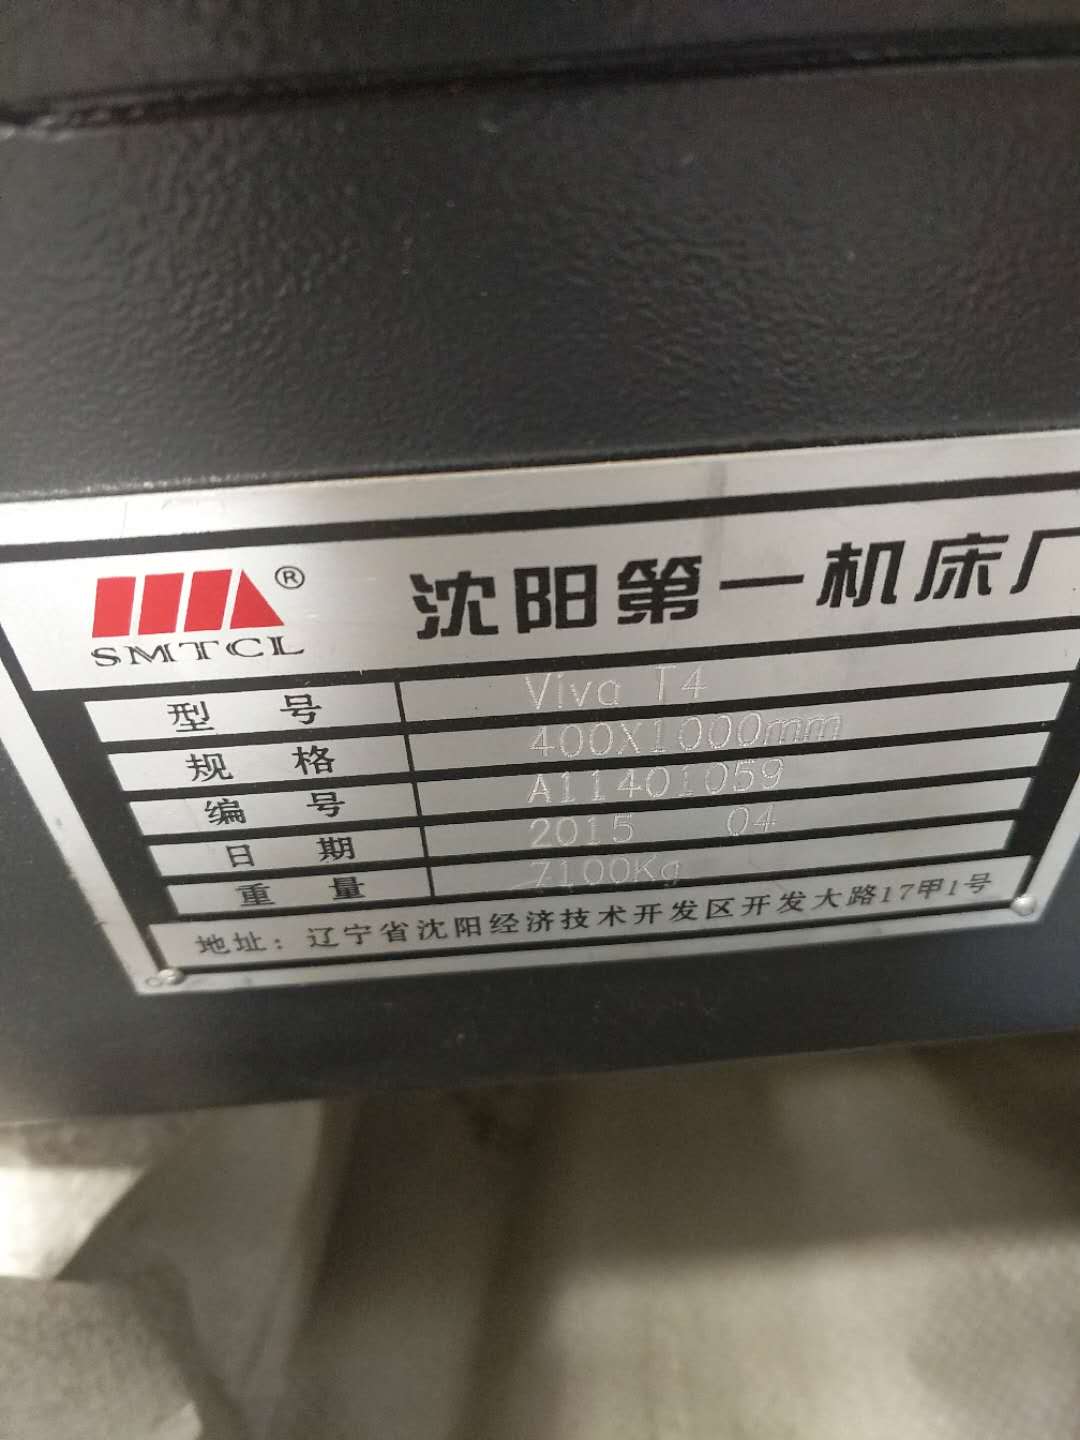 SMTCL ® 沈阳第一机床厂
型 号 Viva T4
规 格 400X1000mm
编 号 A11401059
日 期 2015 04
重 量 7100Kg
地址：辽宁省沈阳经济技术开发区开发大路17甲1号